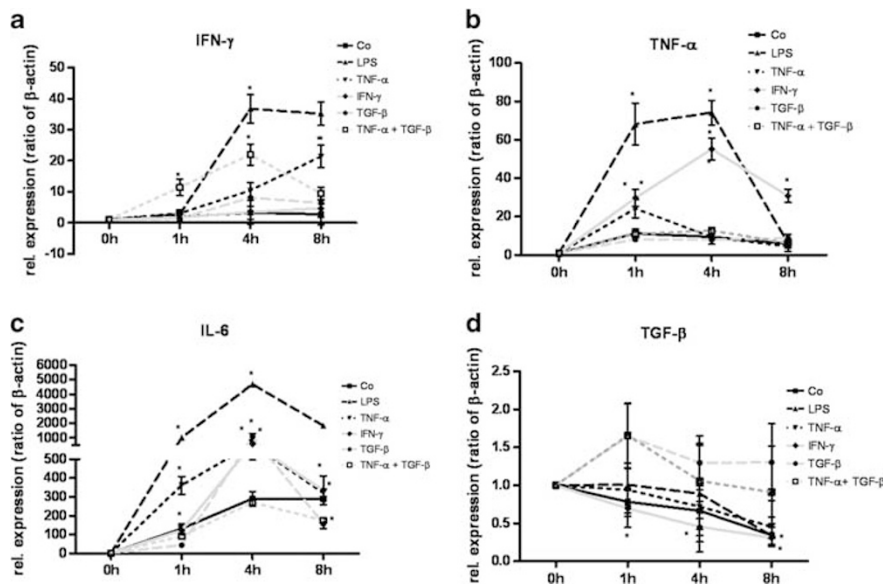 a
IFN-γ
rel. expression (ratio of β-actin)
50
40
30
20
10
0
-10
0h 1h 4h 8h
Co
LPS
TNF-α
IFN-γ
TGF-β
TNF-α + TGF-β
b
TNF-α
rel. expression (ratio of β-actin)
100
80
60
40
20
0
0h 1h 4h 8h
Co
LPS
TNF-α
IFN-γ
TGF-β
TNF-α + TGF-β
c
IL-6
rel. expression (ratio of β-actin)
6000
5000
4000
3000
2000
1000
500
400
300
200
100
0
0h 1h 4h 8h
Co
LPS
TNF-α
IFN-γ
TGF-β
TNF-α + TGF-β
d
TGF-β
rel. expression (ratio of β-actin)
2.5
2.0
1.5
1.0
0.5
0.0
0h 1h 4h 8h
Co
LPS
TNF-α
IFN-γ
TGF-β
TNF-α+ TGF-β